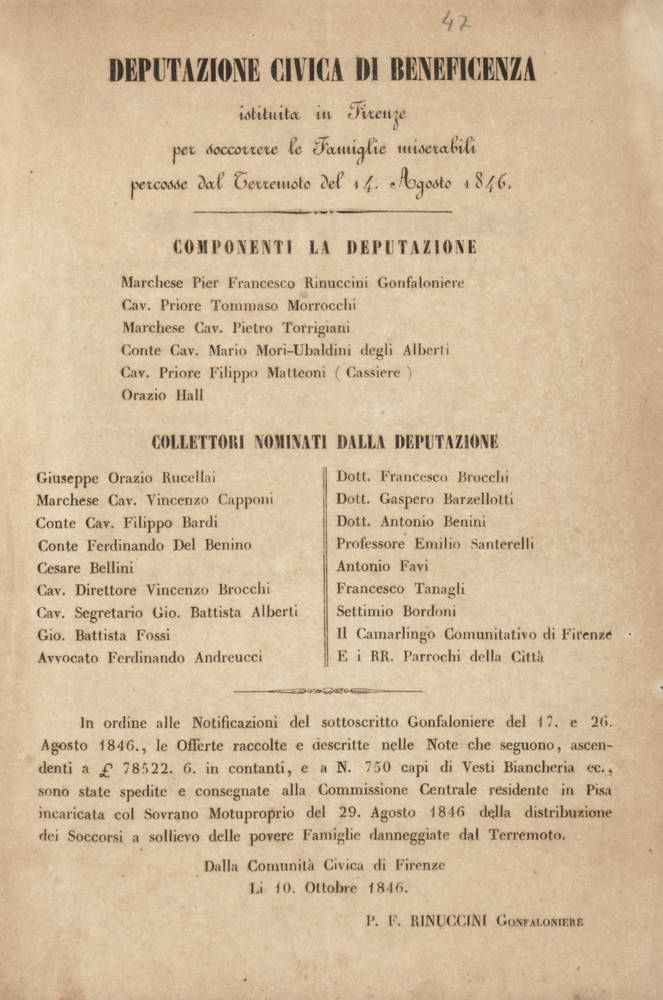 47
DEPUTAZIONE CIVICA DI BENEFICENZA
istituita in Firenze
per soccorrere le Famiglie miserabili
percosse dal Terremoto del 14. Agosto 1846.
COMPONENTI LA DEPUTAZIONE
Marchese Pier Francesco Rinuccini Gonfaloniere
Cav. Priore Tommaso Morrocchi
Marchese Cav. Pietro Torrigiani
Conte Cav. Mario Mori-Ubaldini degli Alberti
Cav. Priore Filippo Matteoni ( Cassiere )
Orazio Hall
COLLETTORI NOMINATI DALLA DEPUTAZIONE
Giuseppe Orazio Rucellai
Marchese Cav. Vincenzo Capponi
Conte Cav. Filippo Bardi
Conte Ferdinando Del Benino
Cesare Bellini
Cav. Direttore Vincenzo Brocchi
Cav. Segretario Gio. Battista Alberti
Gio. Battista Fossi
Avvocato Ferdinando Andreucci
Dott. Francesco Brocchi
Dott. Gaspero Barzellotti
Dott. Antonio Benini
Professore Emilio Santerelli
Antonio Favi
Francesco Tanagli
Settimio Bordoni
Il Camarlingo Comunitativo di Firenze
E i RR. Parrochi della Città
In ordine alle Notificazioni del sottoscritto Gonfaloniere del 17. e 26.
Agosto 1846., le Offerte raccolte e descritte nelle Note che seguono, ascen-
denti a £ 78522. 6. in contanti, e a N. 750 capi di Vesti Biancheria ec.,
sono state spedite e consegnate alla Commissione Centrale residente in Pisa
incaricata col Sovrano Motuproprio del 29. Agosto 1846 della distribuzione
dei Soccorsi a sollievo delle povere Famiglie danneggiate dal Terremoto.
Dalla Comunità Civica di Firenze
Li 10. Ottobre 1846.
P. F. RINUCCINI GONFALONIERE